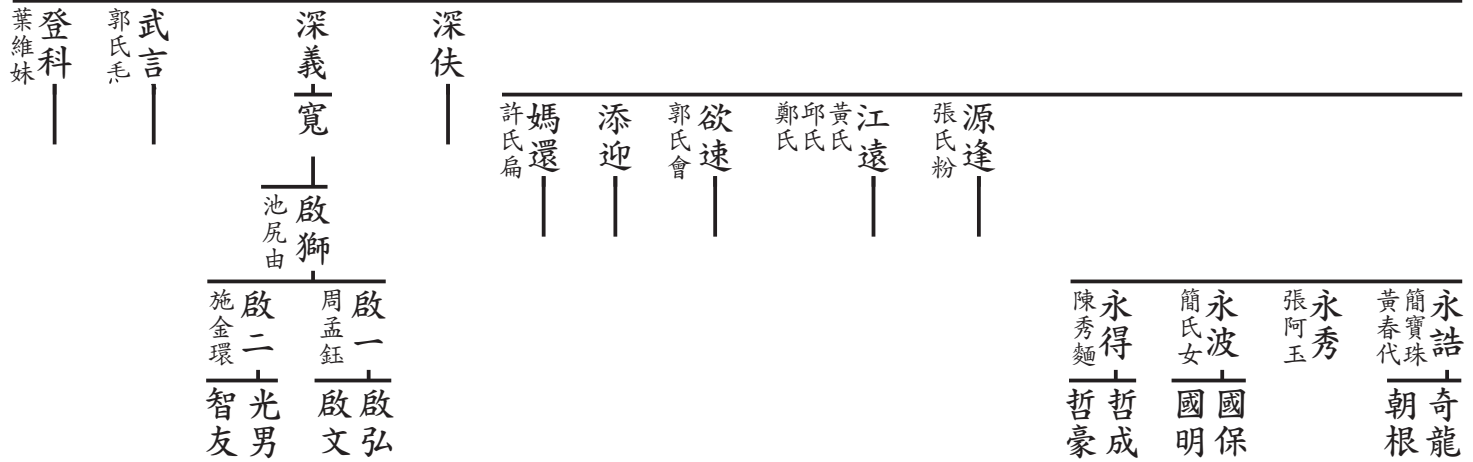 深伕
深義
武言
郭氏毛
登科
葉維妹
寬
源逢
張氏粉
江遠
黃氏
邱氏
鄭氏
欲速
郭氏會
添迎
媽還
許氏扁
啟獅
池尻由
永誥
簡寶珠
黃春代
永秀
張阿玉
永波
簡氏女
永得
陳秀麵
啟一
周孟鈺
啟二
施金環
奇龍
朝根
國保
國明
哲成
哲豪
啟弘
啟文
光男
智友